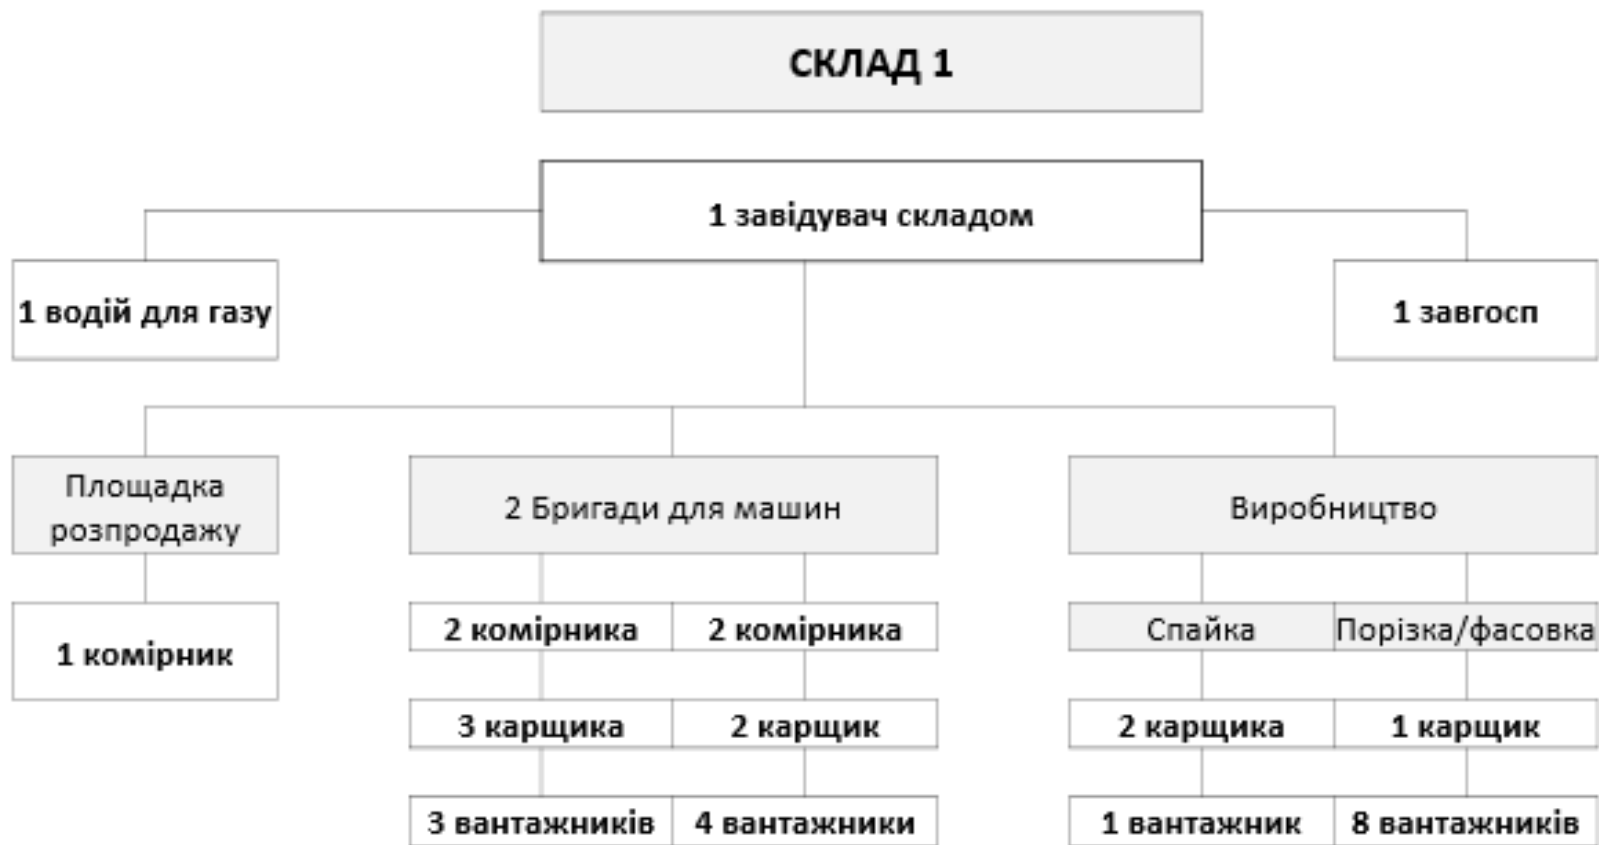 СКЛАД 1
1 завідувач складом
1 водій для газу
1 завгосп
Площадка
розпродажу
2 Бригади для машин
Виробництво
1 комірник
2 комірника
2 комірника
Спайка
Порізка/фасовка
3 карщика
2 карщик
2 карщика
1 карщик
3 вантажників
4 вантажники
1 вантажник
8 вантажників